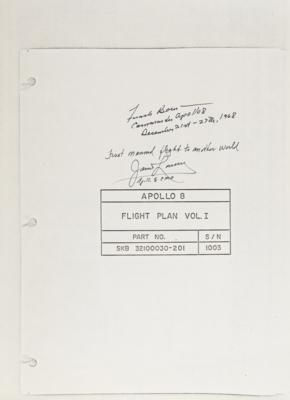 Frank Borman
Commander Apollo 8
December 21st - 27th, 1968
First manned flight to another world
James Lovell
Apollo 8 CMP
APOLLO 8
FLIGHT PLAN VOL. I
PART NO. S/N
SKB 32100030-201 1003